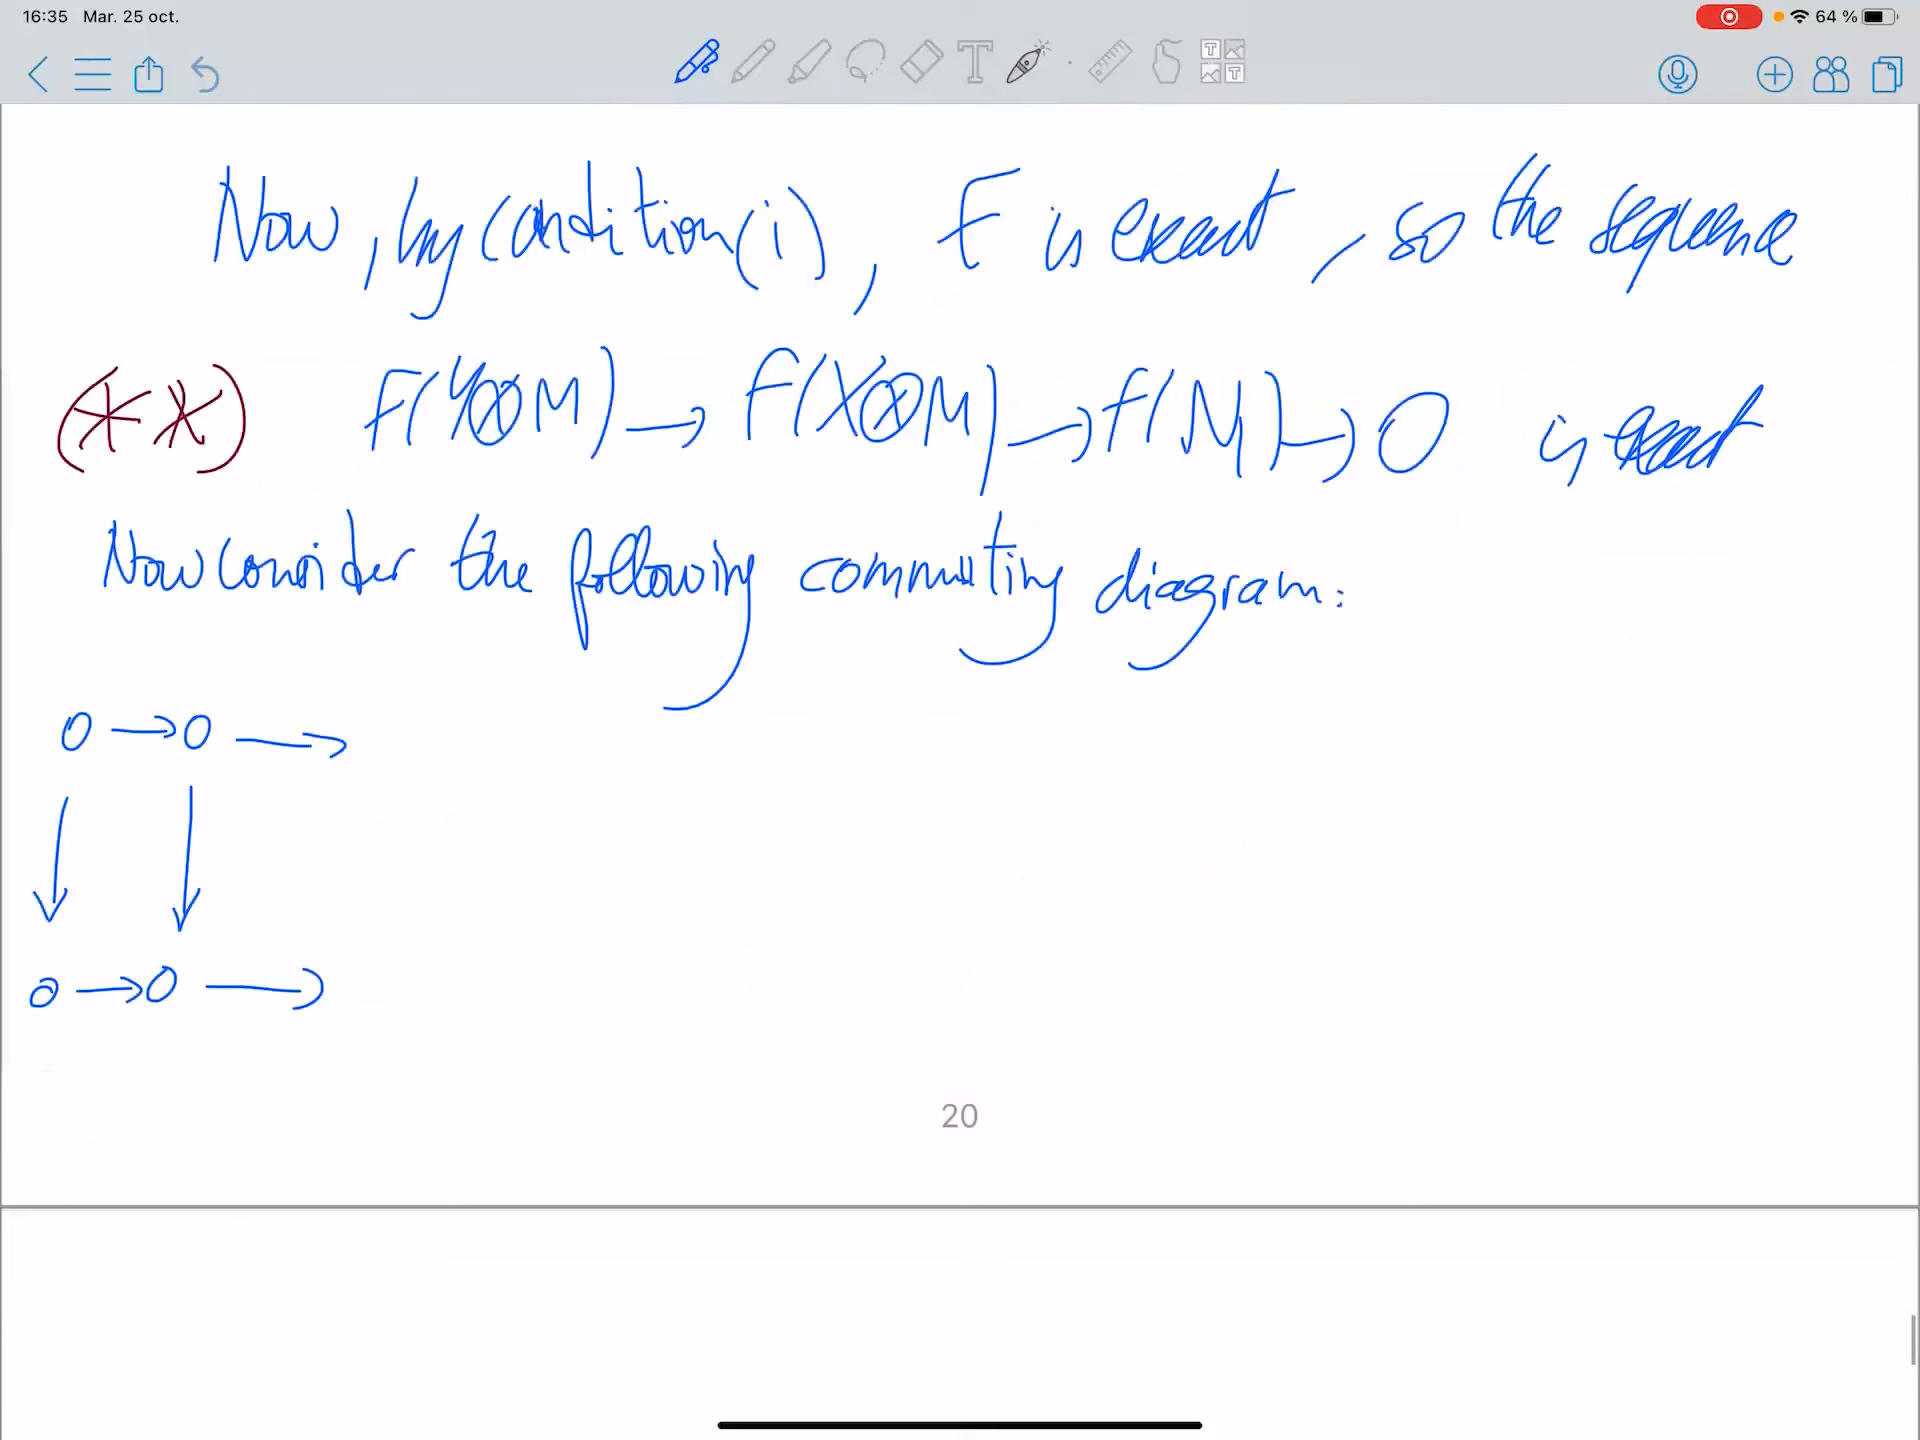 16:35 Mar. 25 oct. 64 %
Now, by condition (i), F is exact, so the sequence
(**) F(Y⊗M) → F(X⊗M) → F(N) → 0 is exact
Now consider the following commuting diagram:
0 → 0 →
↓ ↓
0 → 0 →
20